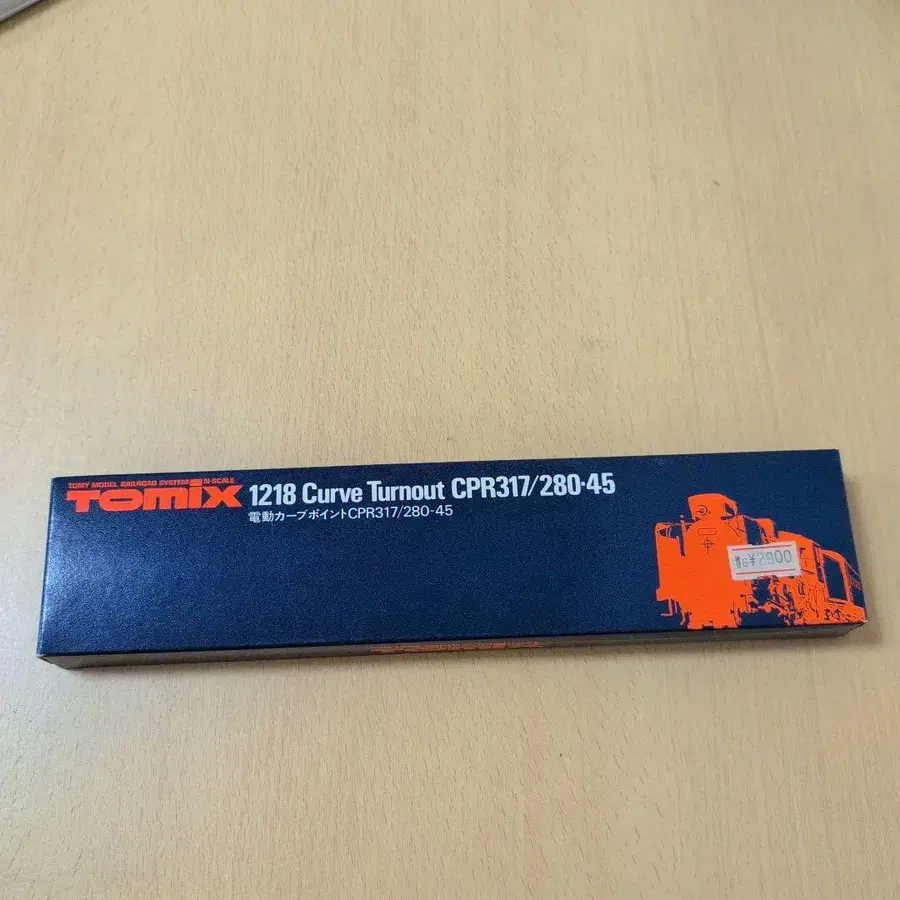 TOMY MODEL RAILROAD SYSTEM N-SCALE
TOMIX
1218 Curve Turnout CPR317/280-45
電動カーブポイントCPR317/280-45
¥2900
TOMIX